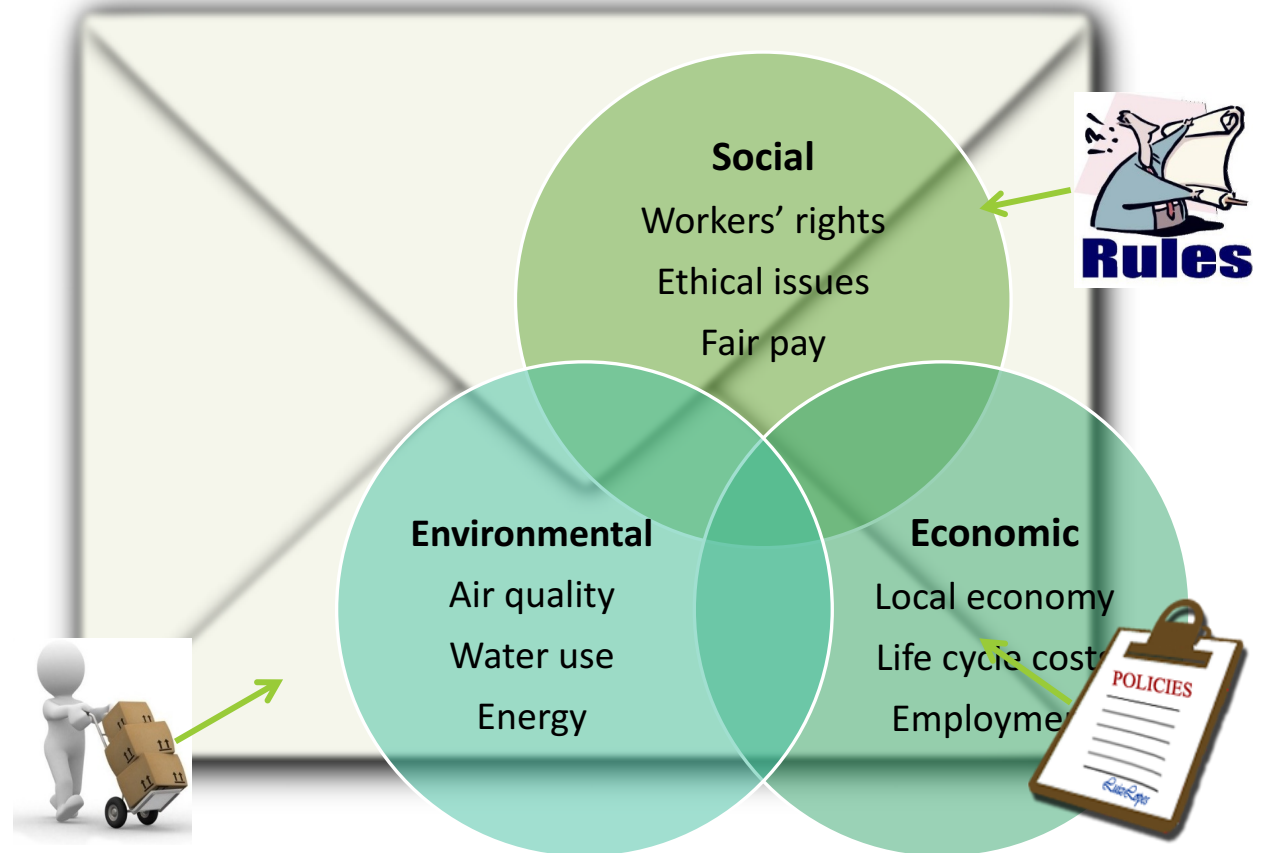 Social
Workers’ rights
Ethical issues
Fair pay
Rules
Environmental
Air quality
Water use
Energy
Economic
Local economy
Life cycle costs
POLICIES